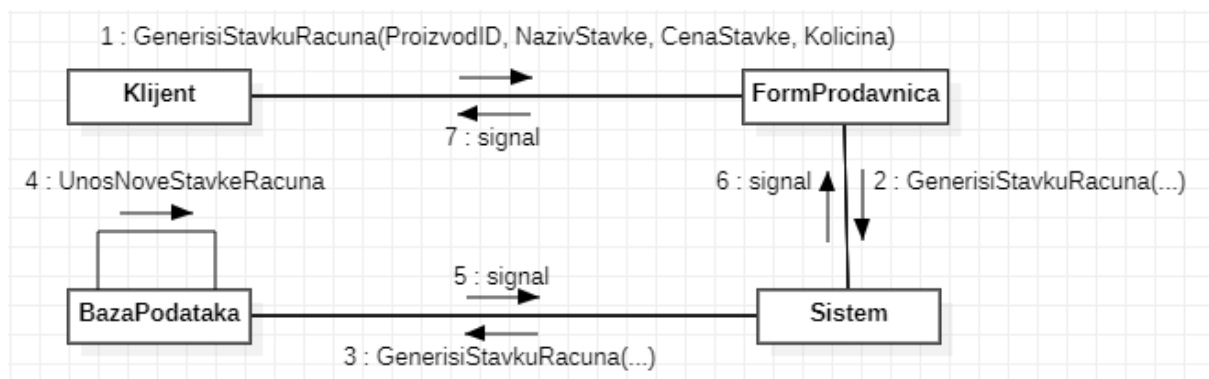 1 : GenerisiStavkuRacuna(ProizvodID, NazivStavke, CenaStavke, Kolicina)
Klijent
FormProdavnica
7 : signal
4 : UnosNoveStavkeRacuna
6 : signal
2 : GenerisiStavkuRacuna(...)
5 : signal
BazaPodataka
Sistem
3 : GenerisiStavkuRacuna(...)